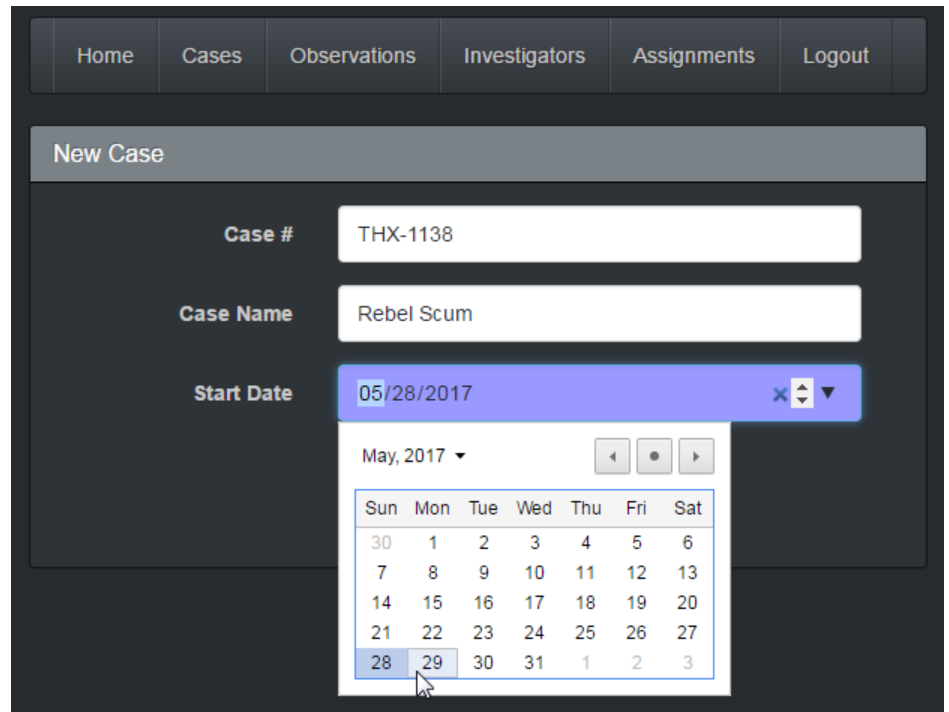 Home Cases Observations Investigators Assignments Logout
New Case
Case # THX-1138
Case Name Rebel Scum
Start Date 05/28/2017
May, 2017
Sun Mon Tue Wed Thu Fri Sat
30 1 2 3 4 5 6
7 8 9 10 11 12 13
14 15 16 17 18 19 20
21 22 23 24 25 26 27
28 29 30 31 1 2 3